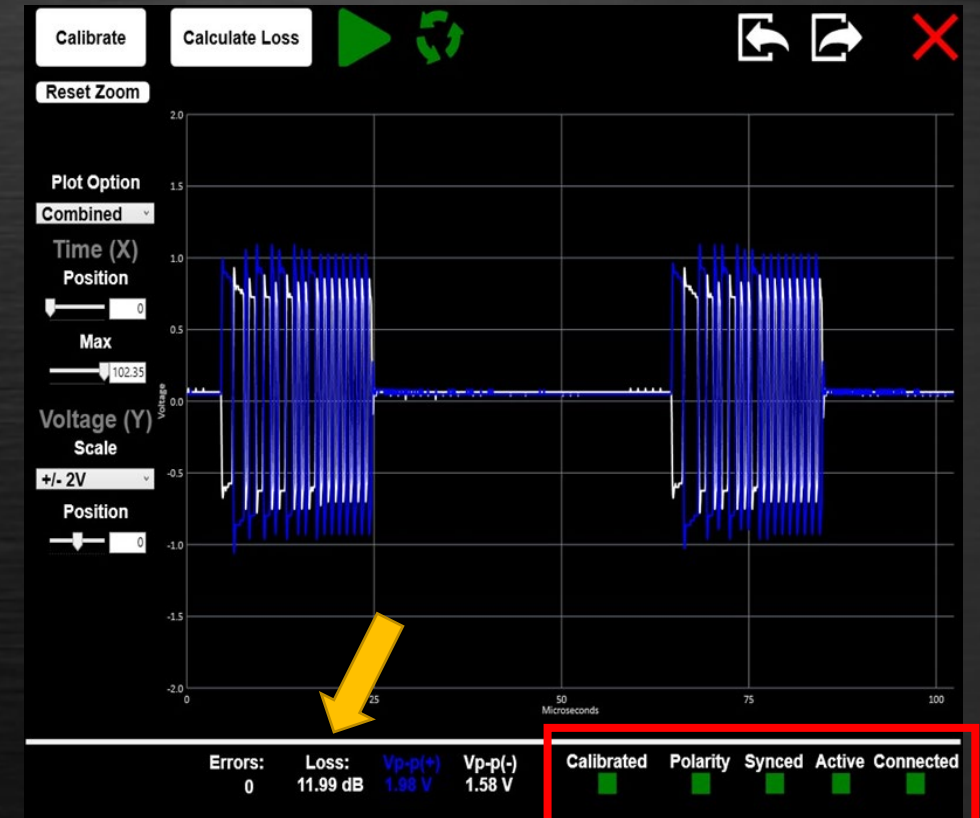 Calibrate
Calculate Loss
Reset Zoom
Plot Option
Combined
Time (X)
Position
0
Max
102.35
Voltage (Y)
Scale
+/- 2V
Position
0
2.0
1.5
1.0
0.5
0.0
-0.5
-1.0
-1.5
-2.0
Voltage
0 25 50 75 100
Microseconds
Errors: Loss: Vp-p(+) Vp-p(-)
0 11.99 dB 1.98 V 1.58 V
Calibrated Polarity Synced Active Connected